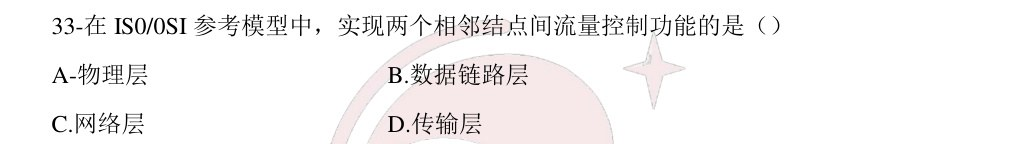 33-在 IS0/0SI 参考模型中，实现两个相邻结点间流量控制功能的是（）
A-物理层 B.数据链路层
C.网络层 D.传输层